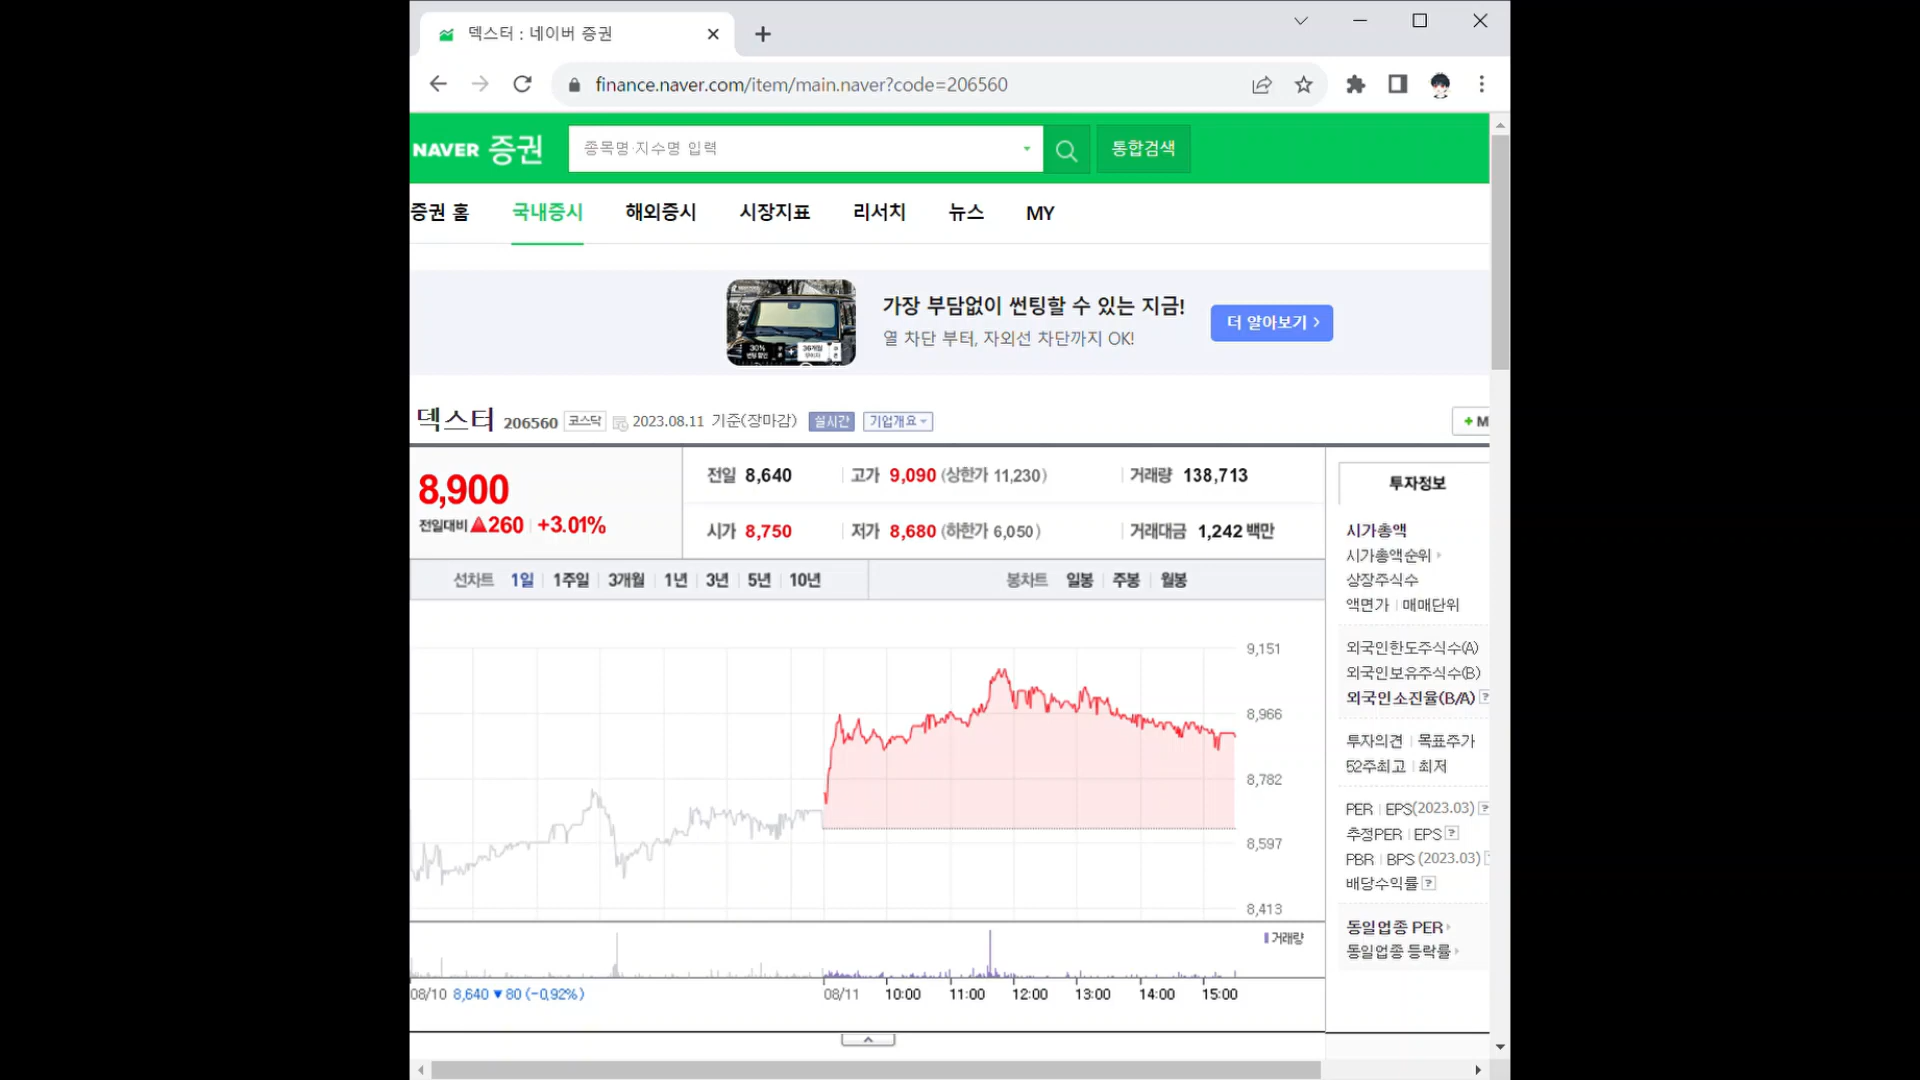 덱스터 : 네이버 증권
finance.naver.com/item/main.naver?code=206560
NAVER 증권
종목명·지수명 입력
통합검색
증권 홈 국내증시 해외증시 시장지표 리서치 뉴스 MY
가장 부담없이 썬팅할 수 있는 지금!
열 차단 부터, 자외선 차단까지 OK!
더 알아보기
30% 36개월
덱스터 206560 코스닥 2023.08.11 기준(장마감) 실시간 기업개요
+ M
8,900
전일대비 ▲260 +3.01%
전일 8,640 고가 9,090 (상한가 11,230) 거래량 138,713
시가 8,750 저가 8,680 (하한가 6,050) 거래대금 1,242 백만
선차트 1일 1주일 3개월 1년 3년 5년 10년 봉차트 일봉 주봉 월봉
9,151
8,966
8,782
8,597
8,413
거래량
08/10 8,640 ▼80 (-0.92%) 08/11 10:00 11:00 12:00 13:00 14:00 15:00
투자정보
시가총액
시가총액순위
상장주식수
액면가 | 매매단위
외국인한도주식수(A)
외국인보유주식수(B)
외국인소진율(B/A) ?
투자의견 | 목표주가
52주최고 | 최저
PER | EPS(2023.03) ?
추정PER | EPS ?
PBR | BPS (2023.03) ?
배당수익률 ?
동일업종 PER
동일업종 등락률